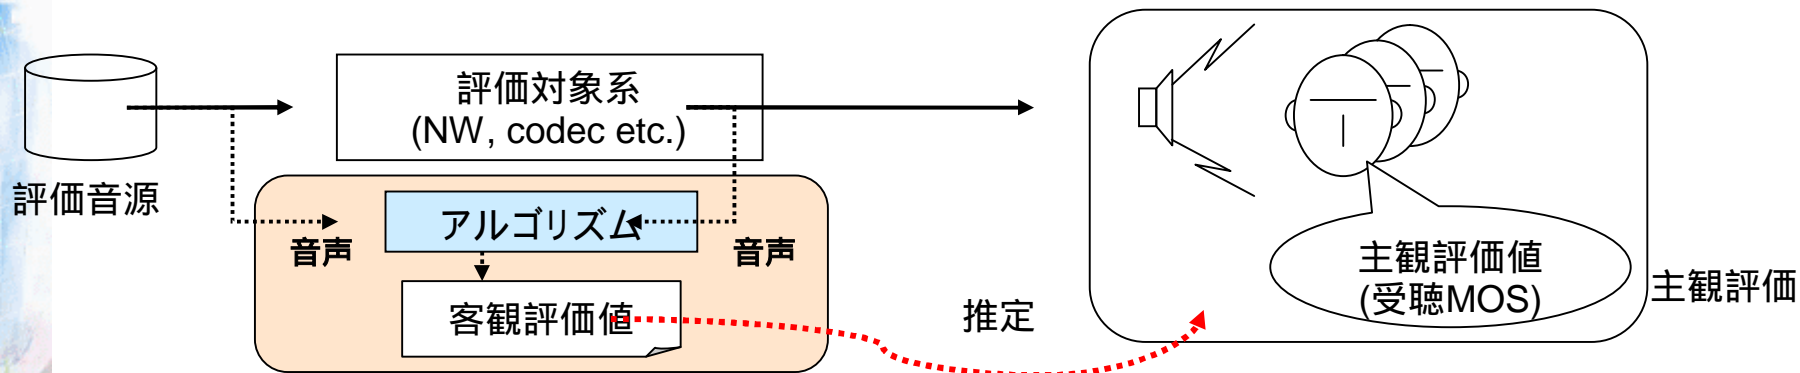 評価音源
評価対象系
(NW, codec etc.)
アルゴリズム
音声
音声
客観評価値
推定
主観評価値
(受聴MOS)
主観評価